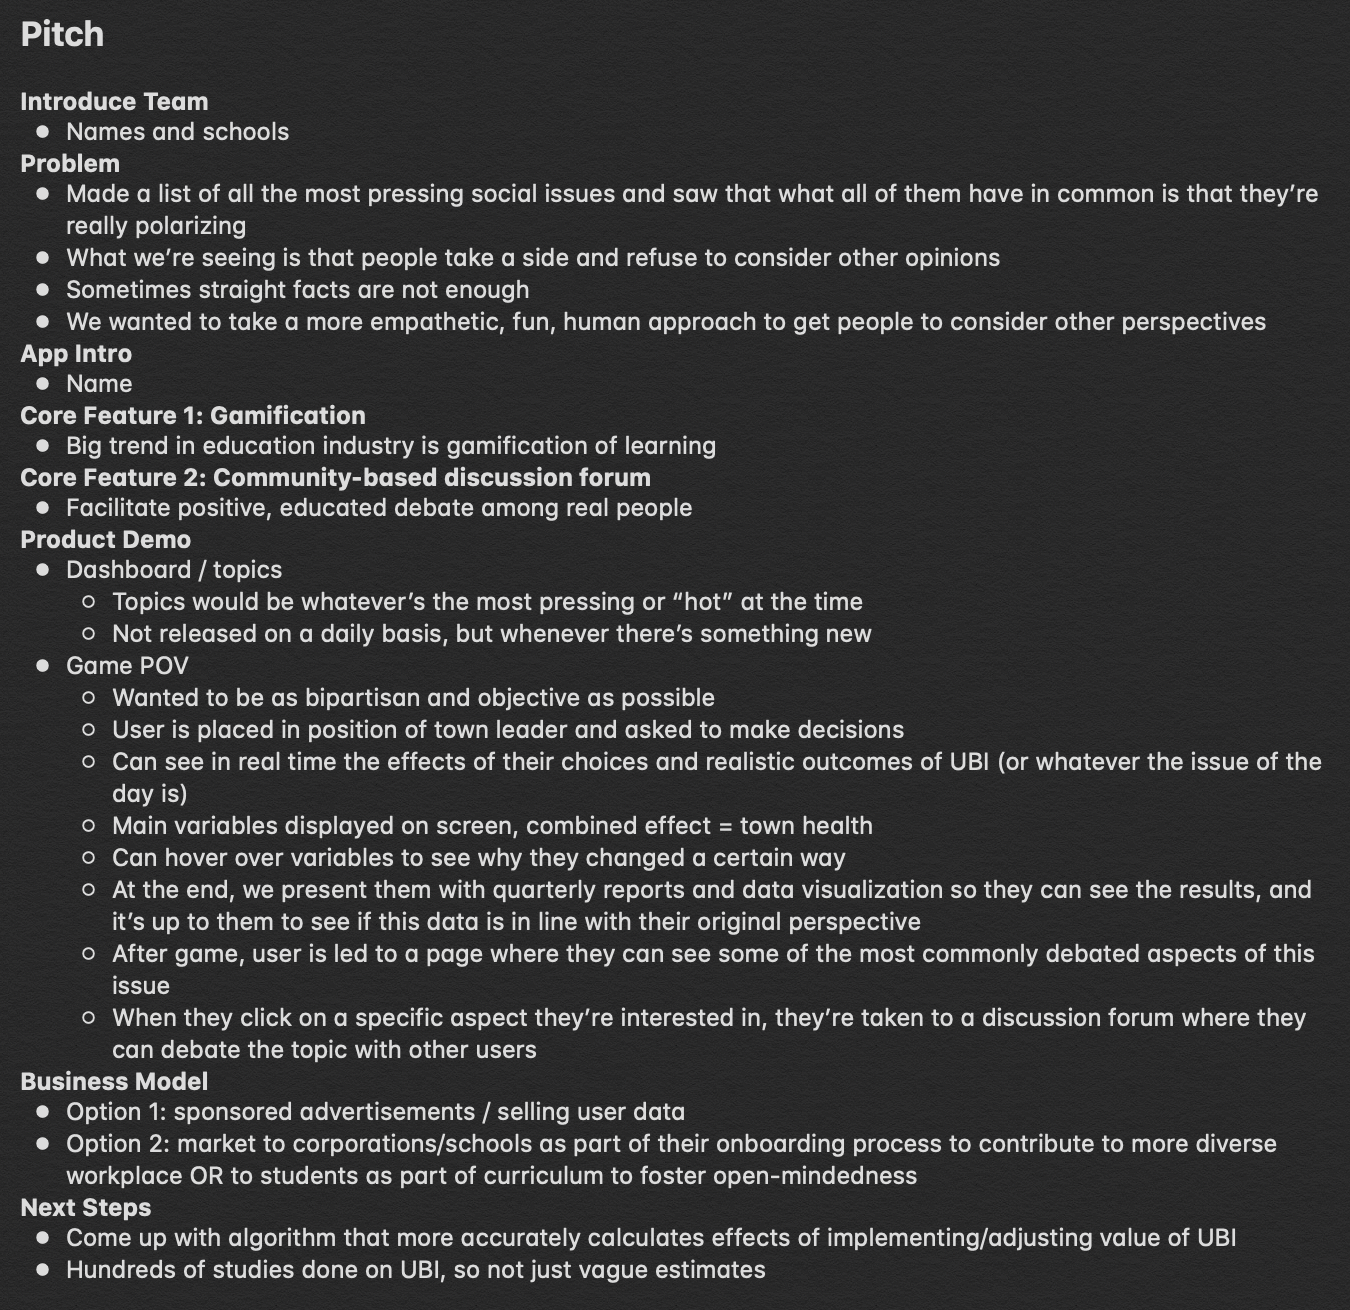 Pitch
Introduce Team
● Names and schools
Problem
● Made a list of all the most pressing social issues and saw that what all of them have in common is that they’re
really polarizing
● What we’re seeing is that people take a side and refuse to consider other opinions
● Sometimes straight facts are not enough
● We wanted to take a more empathetic, fun, human approach to get people to consider other perspectives
App Intro
● Name
Core Feature 1: Gamification
● Big trend in education industry is gamification of learning
Core Feature 2: Community-based discussion forum
● Facilitate positive, educated debate among real people
Product Demo
● Dashboard / topics
○ Topics would be whatever’s the most pressing or “hot” at the time
○ Not released on a daily basis, but whenever there’s something new
● Game POV
○ Wanted to be as bipartisan and objective as possible
○ User is placed in position of town leader and asked to make decisions
○ Can see in real time the effects of their choices and realistic outcomes of UBI (or whatever the issue of the
day is)
○ Main variables displayed on screen, combined effect = town health
○ Can hover over variables to see why they changed a certain way
○ At the end, we present them with quarterly reports and data visualization so they can see the results, and
it’s up to them to see if this data is in line with their original perspective
○ After game, user is led to a page where they can see some of the most commonly debated aspects of this
issue
○ When they click on a specific aspect they’re interested in, they’re taken to a discussion forum where they
can debate the topic with other users
Business Model
● Option 1: sponsored advertisements / selling user data
● Option 2: market to corporations/schools as part of their onboarding process to contribute to more diverse
workplace OR to students as part of curriculum to foster open-mindedness
Next Steps
● Come up with algorithm that more accurately calculates effects of implementing/adjusting value of UBI
● Hundreds of studies done on UBI, so not just vague estimates